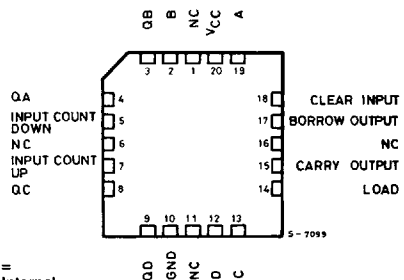 QB B NC VCC A
3 2 1 20 19
QA 4 18 CLEAR INPUT
INPUT COUNT DOWN 5 17 BORROW OUTPUT
NC 6 16 NC
INPUT COUNT UP 7 15 CARRY OUTPUT
QC 8 14 LOAD
9 10 11 12 13
S-7099
QD GND NC D C
=
Internal